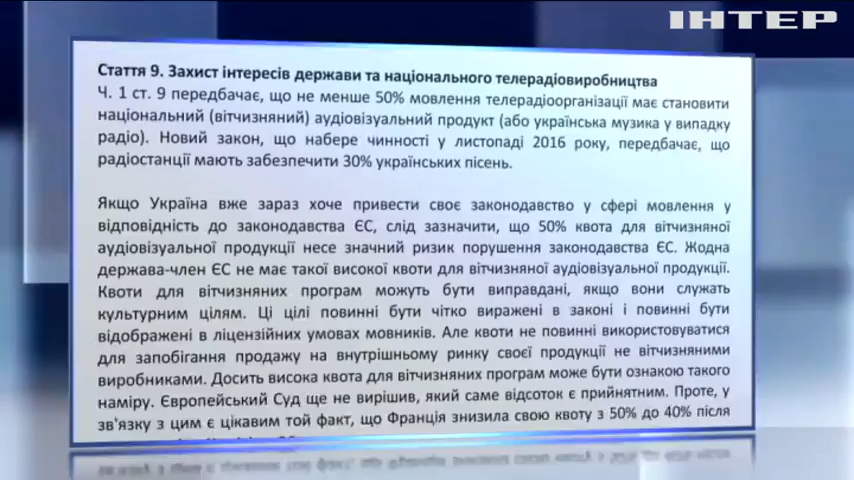 ІНТЕР
Стаття 9. Захист інтересів держави та національного телерадіовиробництва
Ч. 1 ст. 9 передбачає, що не менше 50% мовлення телерадіоорганізації має становити
національний (вітчизняний) аудіовізуальний продукт (або українська музика у випадку
радіо). Новий закон, що набере чинності у листопаді 2016 року, передбачає, що
радіостанції мають забезпечити 30% українських пісень.
Якщо Україна вже зараз хоче привести своє законодавство у сфері мовлення у
відповідність до законодавства ЄС, слід зазначити, що 50% квота для вітчизняної
аудіовізуальної продукції несе значний ризик порушення законодавства ЄС. Жодна
держава-член ЄС не має такої високої квоти для вітчизняної аудіовізуальної продукції.
Квоти для вітчизняних програм можуть бути виправдані, якщо вони служать
культурним цілям. Ці цілі повинні бути чітко виражені в законі і повинні бути
відображені в ліцензійних умовах мовників. Але квоти не повинні використовуватися
для запобігання продажу на внутрішньому ринку своєї продукції не вітчизняними
виробниками. Досить висока квота для вітчизняних програм може бути ознакою такого
наміру. Європейський Суд ще не вирішив, який саме відсоток є прийнятним. Проте, у
зв'язку з цим є цікавим той факт, що Франція знизила свою квоту з 50% до 40% після